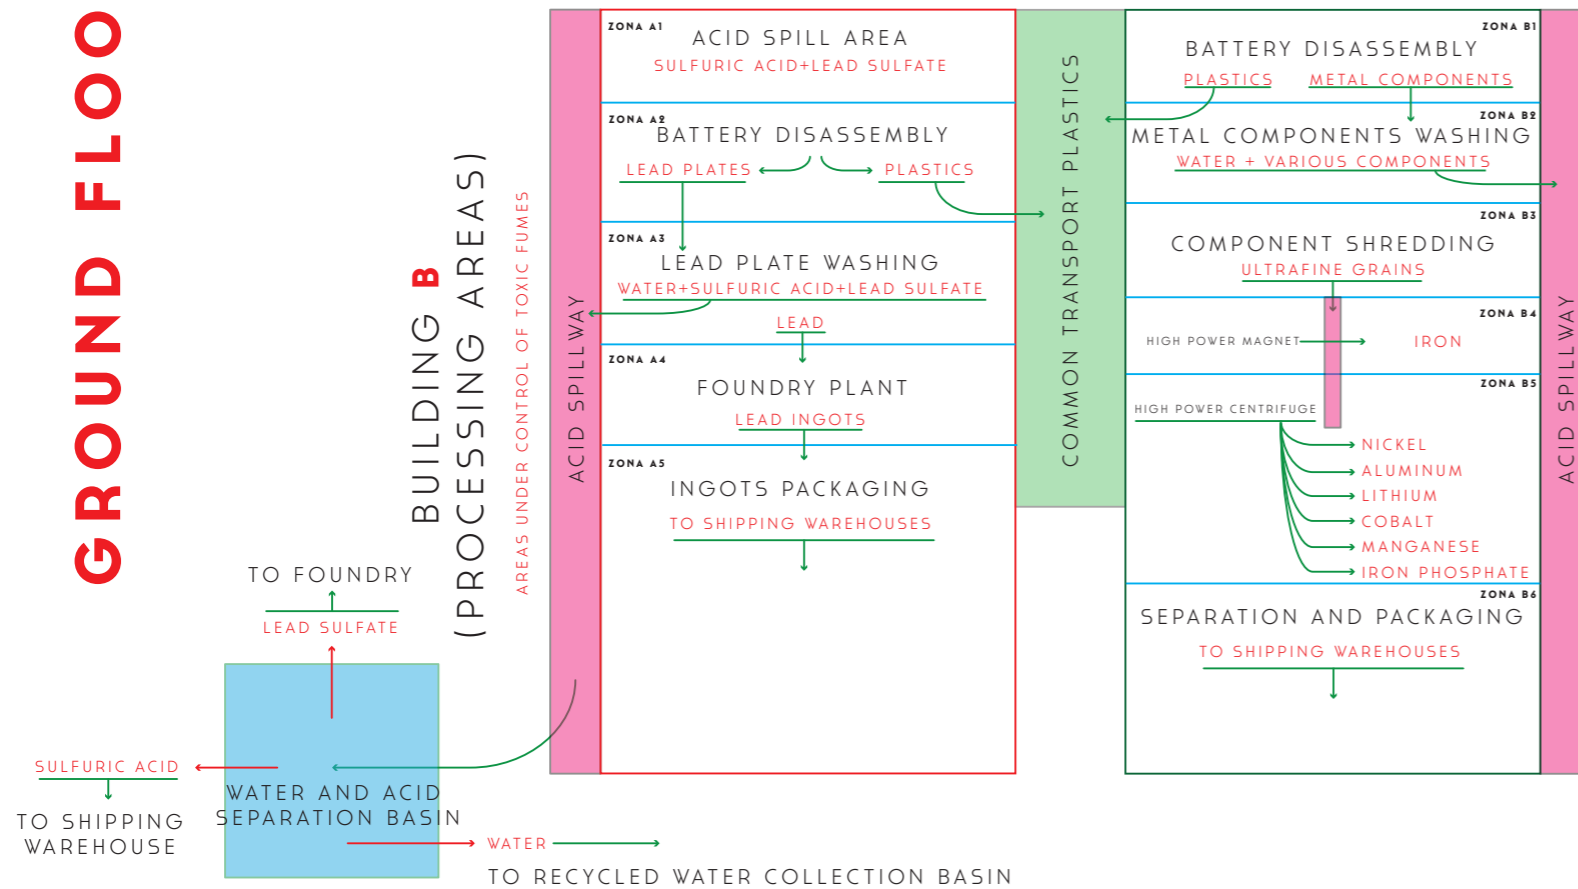 GROUND FLOO
BUILDING B
(PROCESSING AREAS)
AREAS UNDER CONTROL OF TOXIC FUMES
TO FOUNDRY
LEAD SULFATE
SULFURIC ACID
TO SHIPPING
WAREHOUSE
WATER AND ACID
SEPARATION BASIN
WATER
TO RECYCLED WATER COLLECTION BASIN
ACID SPILLWAY
ZONA A1
ACID SPILL AREA
SULFURIC ACID+LEAD SULFATE
ZONA A2
BATTERY DISASSEMBLY
LEAD PLATES
PLASTICS
ZONA A3
LEAD PLATE WASHING
WATER+SULFURIC ACID+LEAD SULFATE
LEAD
ZONA A4
FOUNDRY PLANT
LEAD INGOTS
ZONA A5
INGOTS PACKAGING
TO SHIPPING WAREHOUSES
COMMON TRANSPORT PLASTICS
ZONA B1
BATTERY DISASSEMBLY
PLASTICS
METAL COMPONENTS
ZONA B2
METAL COMPONENTS WASHING
WATER + VARIOUS COMPONENTS
ZONA B3
COMPONENT SHREDDING
ULTRAFINE GRAINS
ZONA B4
HIGH POWER MAGNET
IRON
ZONA B5
HIGH POWER CENTRIFUGE
NICKEL
ALUMINUM
LITHIUM
COBALT
MANGANESE
IRON PHOSPHATE
ZONA B6
SEPARATION AND PACKAGING
TO SHIPPING WAREHOUSES
ACID SPILLWAY